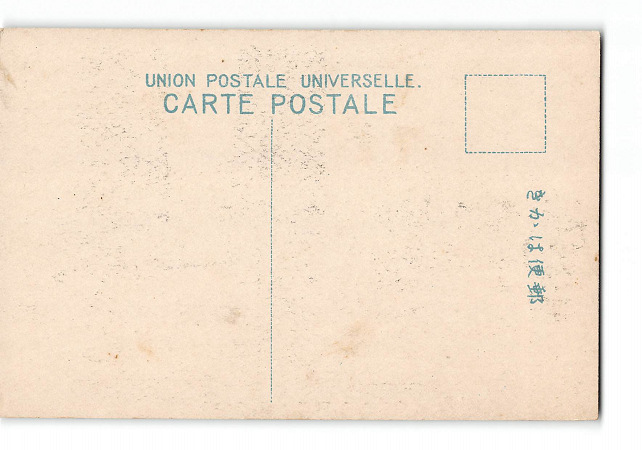 UNION POSTALE UNIVERSELLE.
CARTE POSTALE
郵便はかき